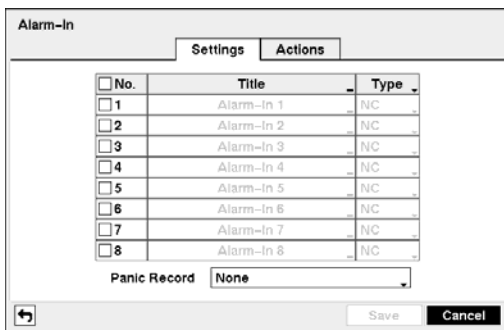 Alarm-In
Settings Actions
No. Title Type
1 Alarm-In 1 NC
2 Alarm-In 2 NC
3 Alarm-In 3 NC
4 Alarm-In 4 NC
5 Alarm-In 5 NC
6 Alarm-In 6 NC
7 Alarm-In 7 NC
8 Alarm-In 8 NC
Panic Record None
Save Cancel